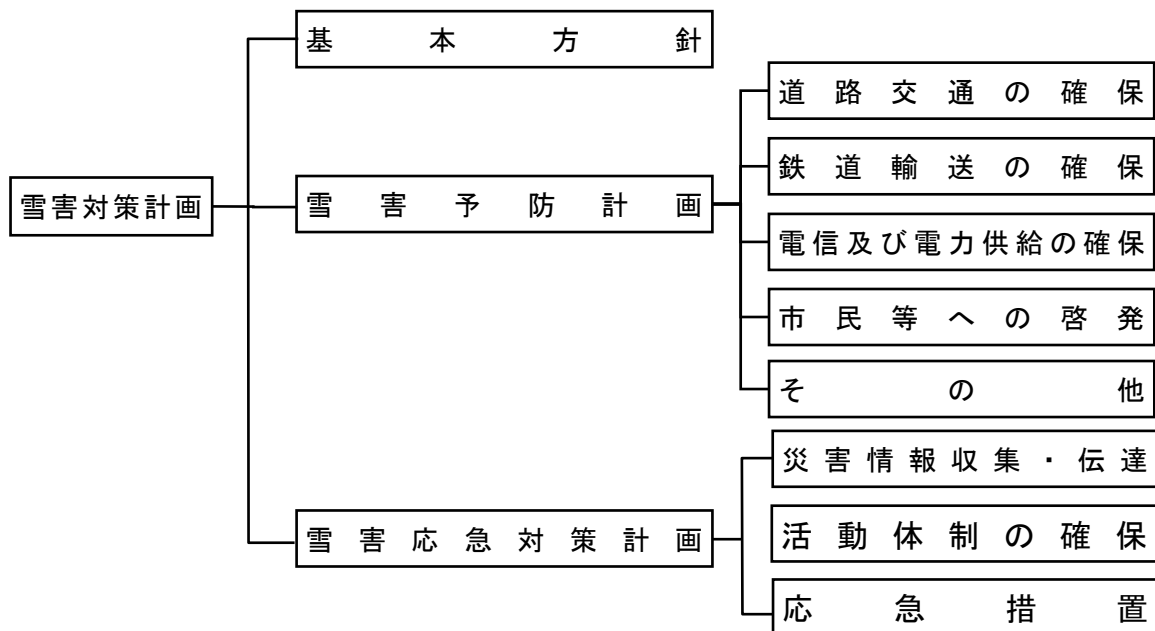 雪害対策計画
基本方針
雪害予防計画
道路交通の確保
鉄道輸送の確保
電信及び電力供給の確保
市民等への啓発
その他
雪害応急対策計画
災害情報収集・伝達
活動体制の確保
応急措置